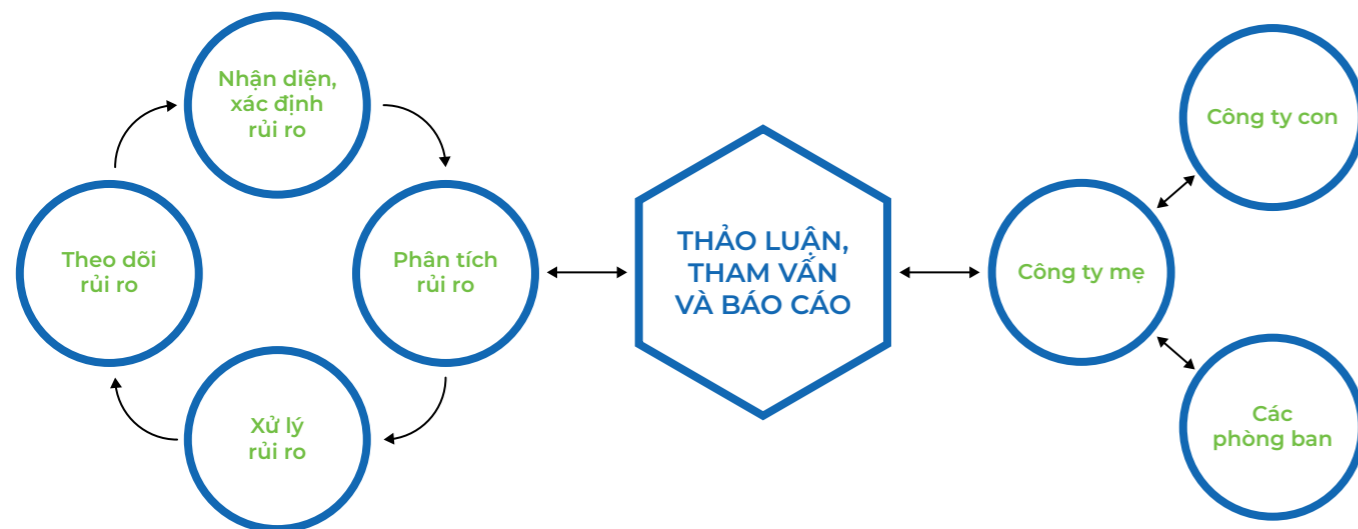 Nhận diện,
xác định
rủi ro
Theo dõi
rủi ro
Phân tích
rủi ro
Xử lý
rủi ro
THẢO LUẬN,
THAM VẤN
VÀ BÁO CÁO
Công ty mẹ
Công ty con
Các
phòng ban